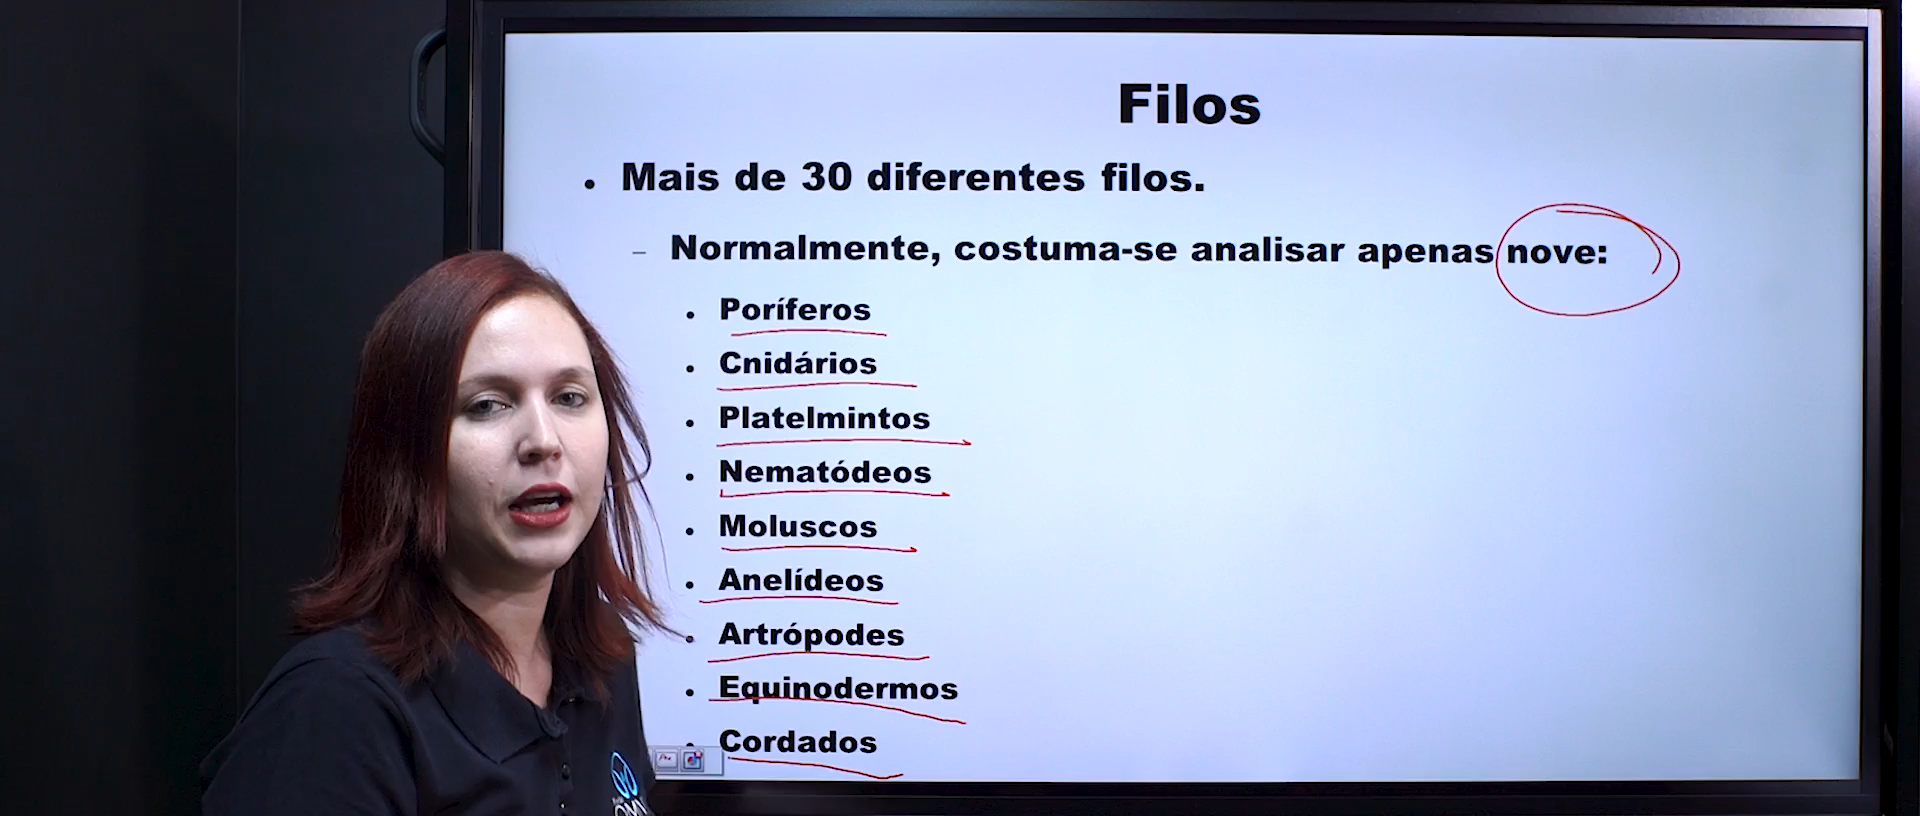 Filos
Mais de 30 diferentes filos.
Normalmente, costuma-se analisar apenas nove:
Poríferos
Cnidários
Platelmintos
Nematódeos
Moluscos
Anelídeos
Artrópodes
Equinodermos
Cordados